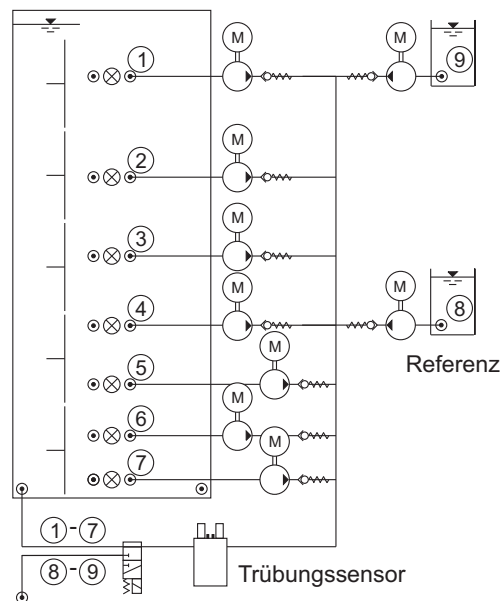 M
M
①
⑨
M
②
M
③
M
M
④
⑧
M
Referenz
⑤
M
⑥
M
⑦
①-⑦
⑧-⑨
Trübungssensor